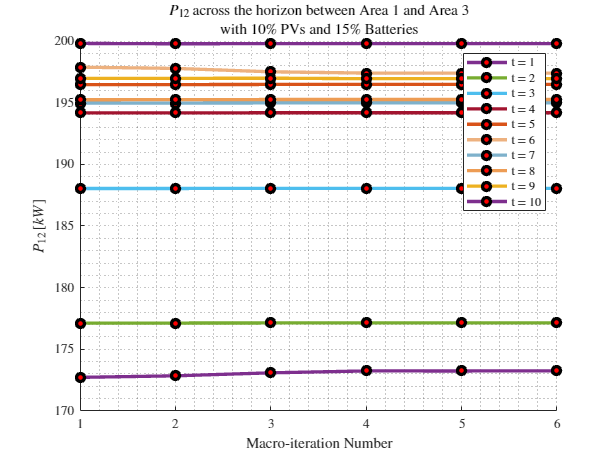 P12 across the horizon between Area 1 and Area 3
with 10% PVs and 15% Batteries
200
195
190
185
180
175
170
P12 [kW]
t = 1
t = 2
t = 3
t = 4
t = 5
t = 6
t = 7
t = 8
t = 9
t = 10
1 2 3 4 5 6
Macro-iteration Number